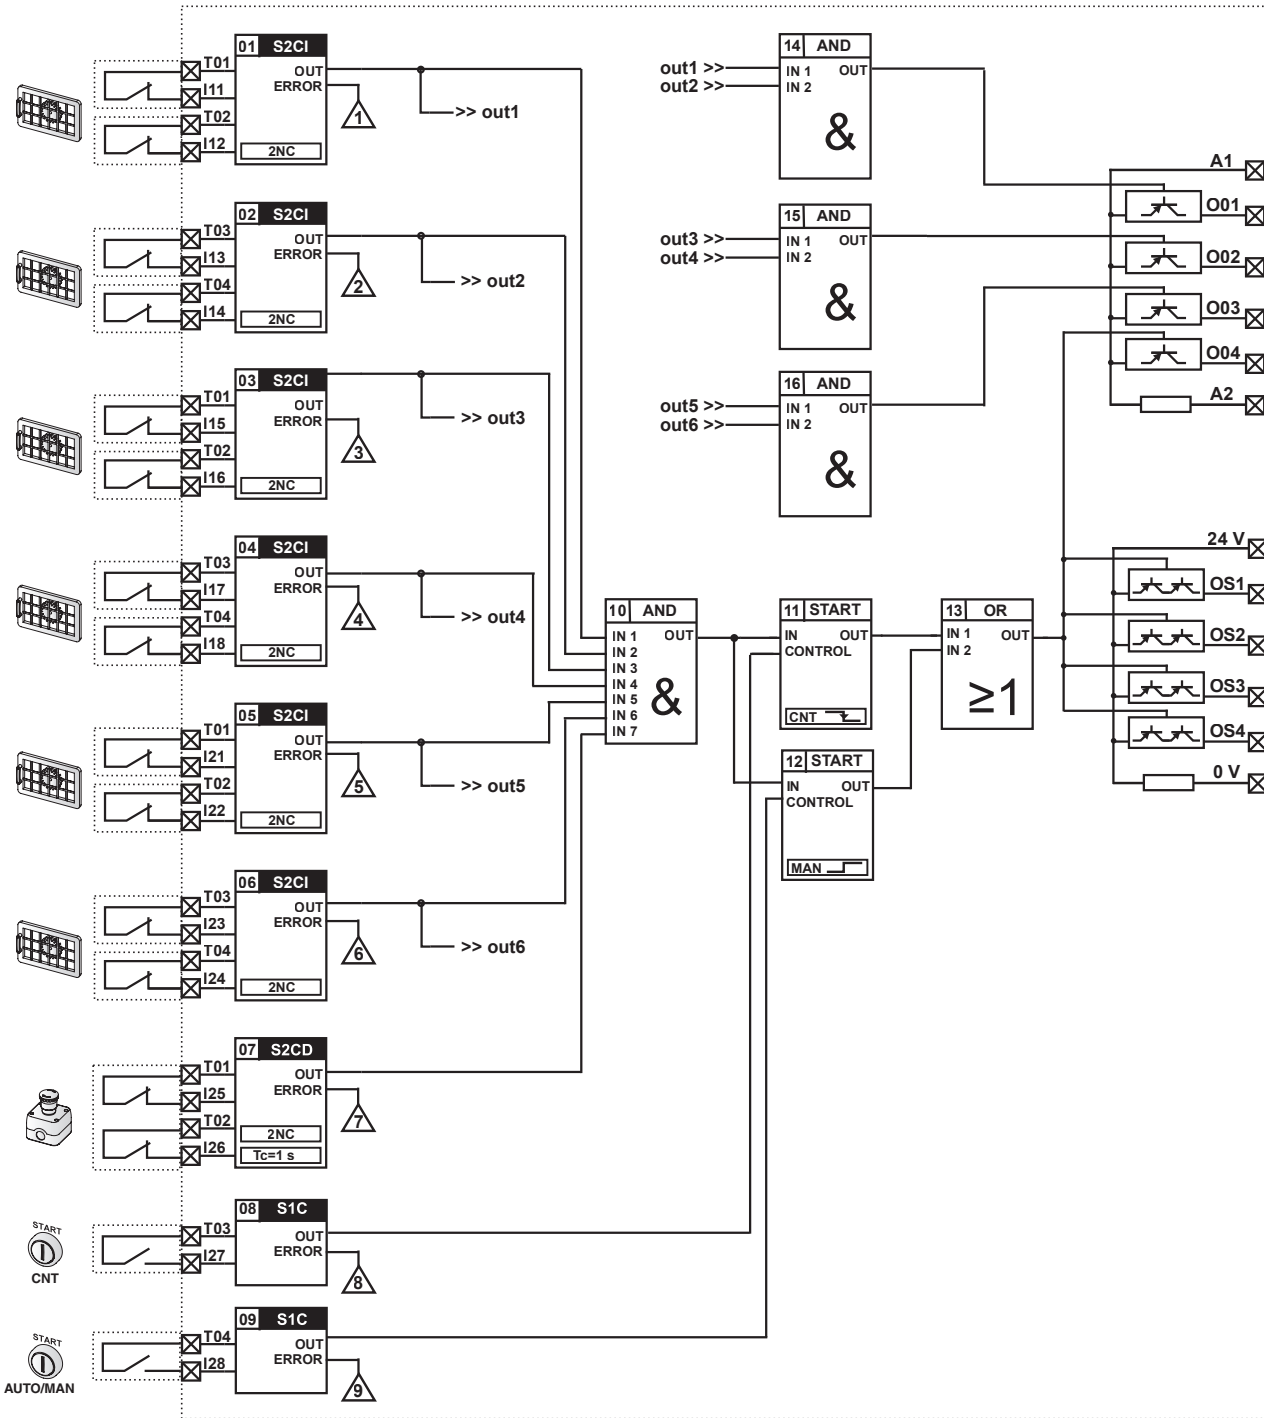 01 S2CI
T01
OUT
I11
ERROR
1
>> out1
T02
I12
2NC
02 S2CI
T03
OUT
I13
ERROR
2
>> out2
T04
I14
2NC
03 S2CI
T01
OUT
I15
ERROR
3
>> out3
T02
I16
2NC
04 S2CI
T03
OUT
I17
ERROR
4
>> out4
T04
I18
2NC
05 S2CI
T01
OUT
I21
ERROR
5
>> out5
T02
I22
2NC
06 S2CI
T03
OUT
I23
ERROR
6
>> out6
T04
I24
2NC
07 S2CD
T01
OUT
I25
ERROR
7
T02
2NC
I26
Tc=1 s
START
CNT
08 S1C
T03
OUT
I27
ERROR
8
START
AUTO/MAN
09 S1C
T04
OUT
I28
ERROR
9
10 AND
IN 1 OUT
IN 2
IN 3
IN 4
IN 5
IN 6
IN 7
&
11 START
IN OUT
CONTROL
CNT
12 START
IN OUT
CONTROL
MAN
13 OR
IN 1 OUT
IN 2
≥1
14 AND
out1 >> IN 1 OUT
out2 >> IN 2
&
15 AND
out3 >> IN 1 OUT
out4 >> IN 2
&
16 AND
out5 >> IN 1 OUT
out6 >> IN 2
&
A1
O01
O02
O03
O04
A2
24 V
OS1
OS2
OS3
OS4
0 V